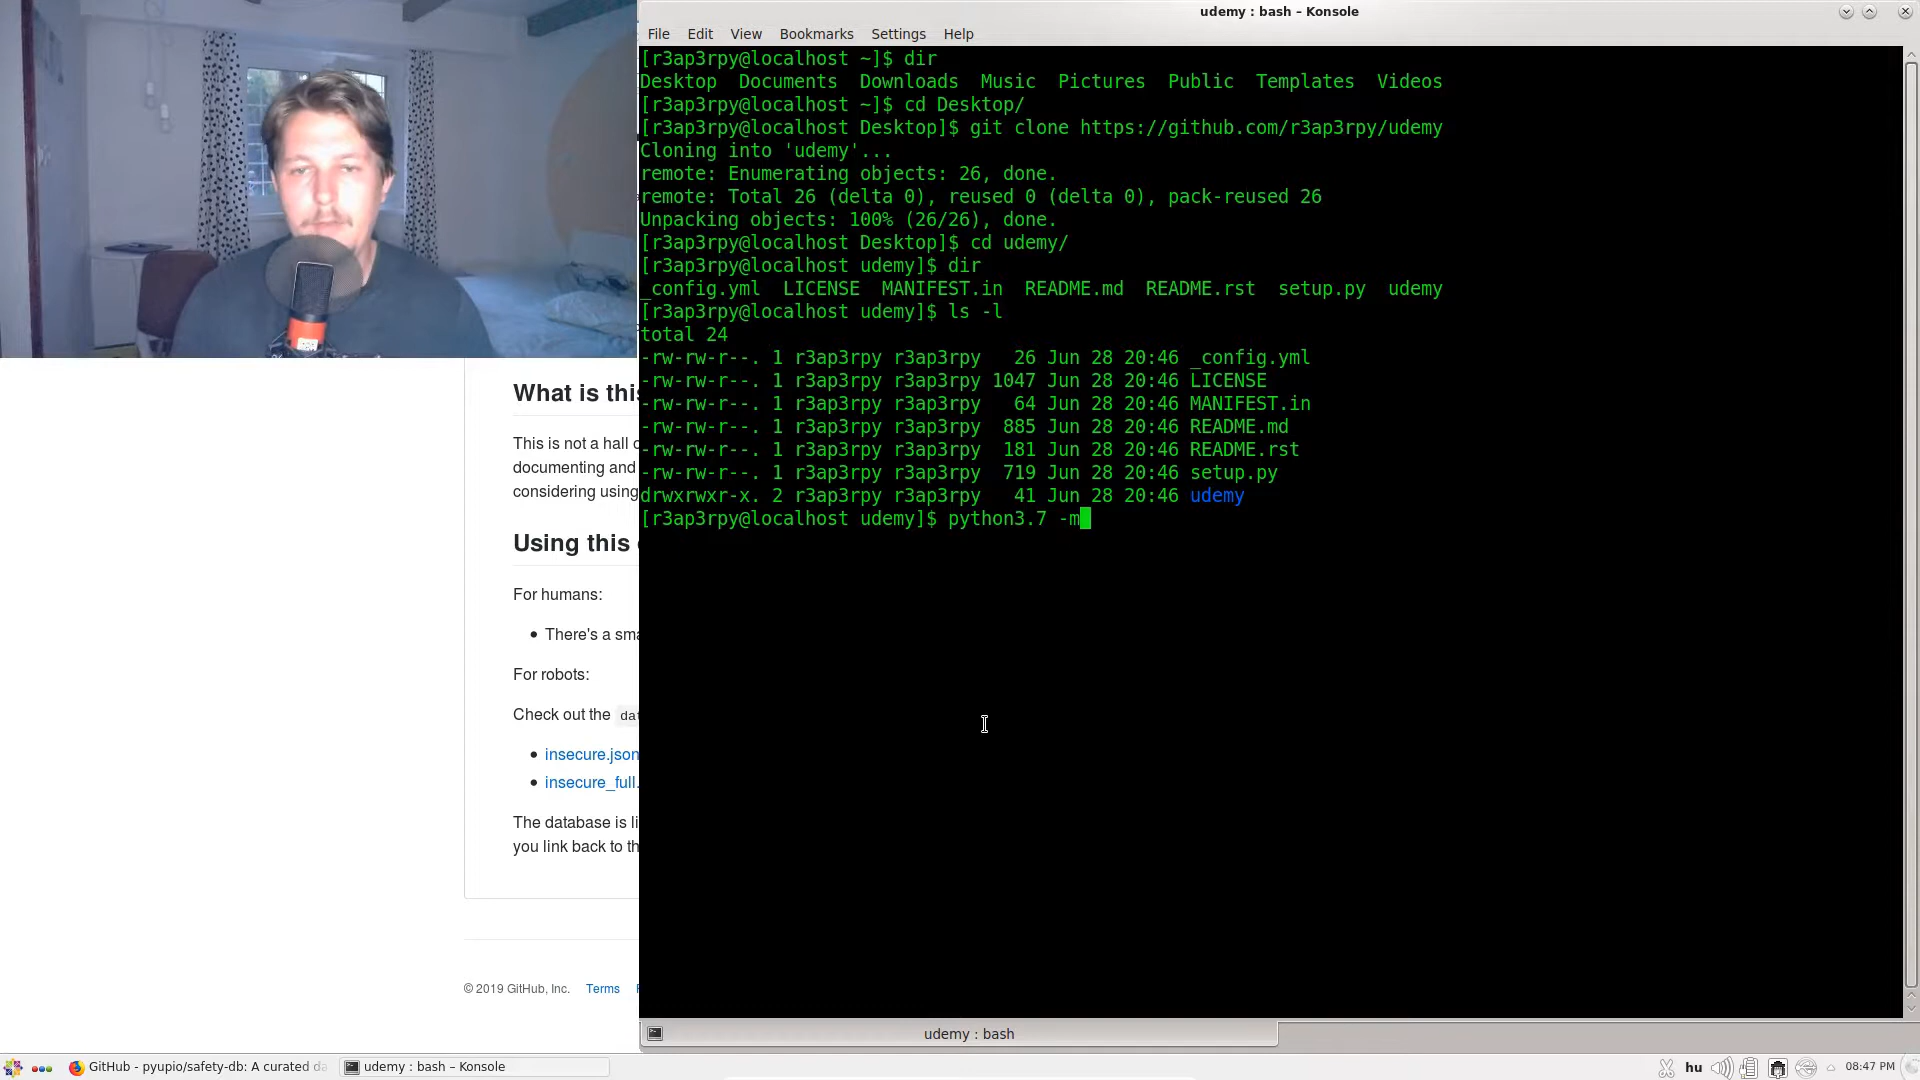 udemy : bash – Konsole
File Edit View Bookmarks Settings Help
[r3ap3rpy@localhost ~]$ dir
Desktop Documents Downloads Music Pictures Public Templates Videos
[r3ap3rpy@localhost ~]$ cd Desktop/
[r3ap3rpy@localhost Desktop]$ git clone https://github.com/r3ap3rpy/udemy
Cloning into 'udemy'...
remote: Enumerating objects: 26, done.
remote: Total 26 (delta 0), reused 0 (delta 0), pack-reused 26
Unpacking objects: 100% (26/26), done.
[r3ap3rpy@localhost Desktop]$ cd udemy/
[r3ap3rpy@localhost udemy]$ dir
_config.yml LICENSE MANIFEST.in README.md README.rst setup.py udemy
[r3ap3rpy@localhost udemy]$ ls -l
total 24
-rw-rw-r--. 1 r3ap3rpy r3ap3rpy 26 Jun 28 20:46 _config.yml
-rw-rw-r--. 1 r3ap3rpy r3ap3rpy 1047 Jun 28 20:46 LICENSE
-rw-rw-r--. 1 r3ap3rpy r3ap3rpy 64 Jun 28 20:46 MANIFEST.in
-rw-rw-r--. 1 r3ap3rpy r3ap3rpy 885 Jun 28 20:46 README.md
-rw-rw-r--. 1 r3ap3rpy r3ap3rpy 181 Jun 28 20:46 README.rst
-rw-rw-r--. 1 r3ap3rpy r3ap3rpy 719 Jun 28 20:46 setup.py
drwxrwxr-x. 2 r3ap3rpy r3ap3rpy 41 Jun 28 20:46 udemy
[r3ap3rpy@localhost udemy]$ python3.7 -m
What is this
This is not a hall o
documenting and
considering using
Using this
For humans:
There's a sma
For robots:
Check out the dat
insecure.json
insecure_full.
The database is li
you link back to th
© 2019 GitHub, Inc. Terms
udemy : bash
GitHub - pyupio/safety-db: A curated da
udemy : bash – Konsole
hu
08:47 PM